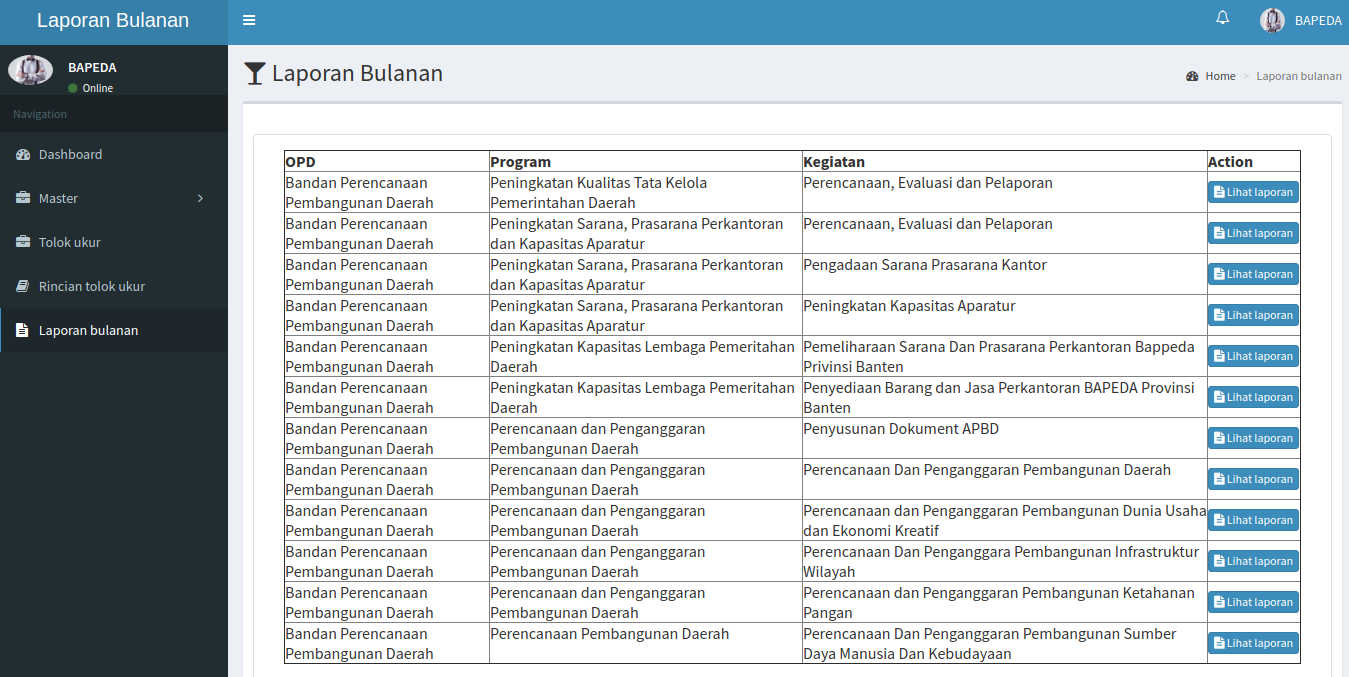 Laporan Bulanan
BAPEDA
BAPEDA
Online
Navigation
Dashboard
Master
Tolok ukur
Rincian tolok ukur
Laporan bulanan
Laporan Bulanan
Home > Laporan bulanan
OPD Program Kegiatan Action
Bandan Perencanaan Peningkatan Kualitas Tata Kelola Perencanaan, Evaluasi dan Pelaporan Lihat laporan
Pembangunan Daerah Pemerintahan Daerah
Bandan Perencanaan Peningkatan Sarana, Prasarana Perkantoran Perencanaan, Evaluasi dan Pelaporan Lihat laporan
Pembangunan Daerah dan Kapasitas Aparatur
Bandan Perencanaan Peningkatan Sarana, Prasarana Perkantoran Pengadaan Sarana Prasarana Kantor Lihat laporan
Pembangunan Daerah dan Kapasitas Aparatur
Bandan Perencanaan Peningkatan Sarana, Prasarana Perkantoran Peningkatan Kapasitas Aparatur Lihat laporan
Pembangunan Daerah dan Kapasitas Aparatur
Bandan Perencanaan Peningkatan Kapasitas Lembaga Pemeritahan Pemeliharaan Sarana Dan Prasarana Perkantoran Bappeda Lihat laporan
Pembangunan Daerah Daerah Privinsi Banten
Bandan Perencanaan Peningkatan Kapasitas Lembaga Pemeritahan Penyediaan Barang dan Jasa Perkantoran BAPEDA Provinsi Lihat laporan
Pembangunan Daerah Daerah Banten
Bandan Perencanaan Perencanaan dan Penganggaran Penyusunan Dokument APBD Lihat laporan
Pembangunan Daerah Pembangunan Daerah
Bandan Perencanaan Perencanaan dan Penganggaran Perencanaan Dan Penganggaran Pembangunan Daerah Lihat laporan
Pembangunan Daerah Pembangunan Daerah
Bandan Perencanaan Perencanaan dan Penganggaran Perencanaan dan Penganggaran Pembangunan Dunia Usaha Lihat laporan
Pembangunan Daerah Pembangunan Daerah dan Ekonomi Kreatif
Bandan Perencanaan Perencanaan dan Penganggaran Perencanaan Dan Penganggara Pembangunan Infrastruktur Lihat laporan
Pembangunan Daerah Pembangunan Daerah Wilayah
Bandan Perencanaan Perencanaan dan Penganggaran Perencanaan dan Penganggaran Pembangunan Ketahanan Lihat laporan
Pembangunan Daerah Pembangunan Daerah Pangan
Bandan Perencanaan Perencanaan Pembangunan Daerah Perencanaan Dan Penganggaran Pembangunan Sumber Lihat laporan
Pembangunan Daerah Daya Manusia Dan Kebudayaan